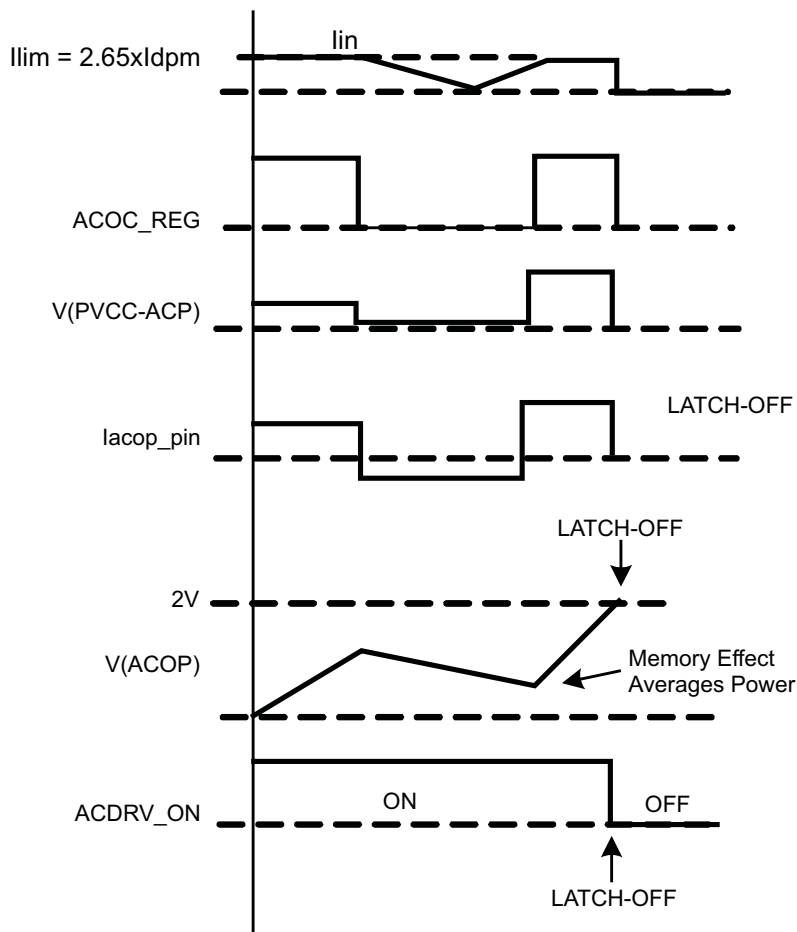 Iin
Ilim = 2.65xIdpm
ACOC_REG
V(PVCC-ACP)
LATCH-OFF
Iacop_pin
LATCH-OFF
2V
V(ACOP)
Memory Effect
Averages Power
ACDRV_ON
ON
OFF
LATCH-OFF